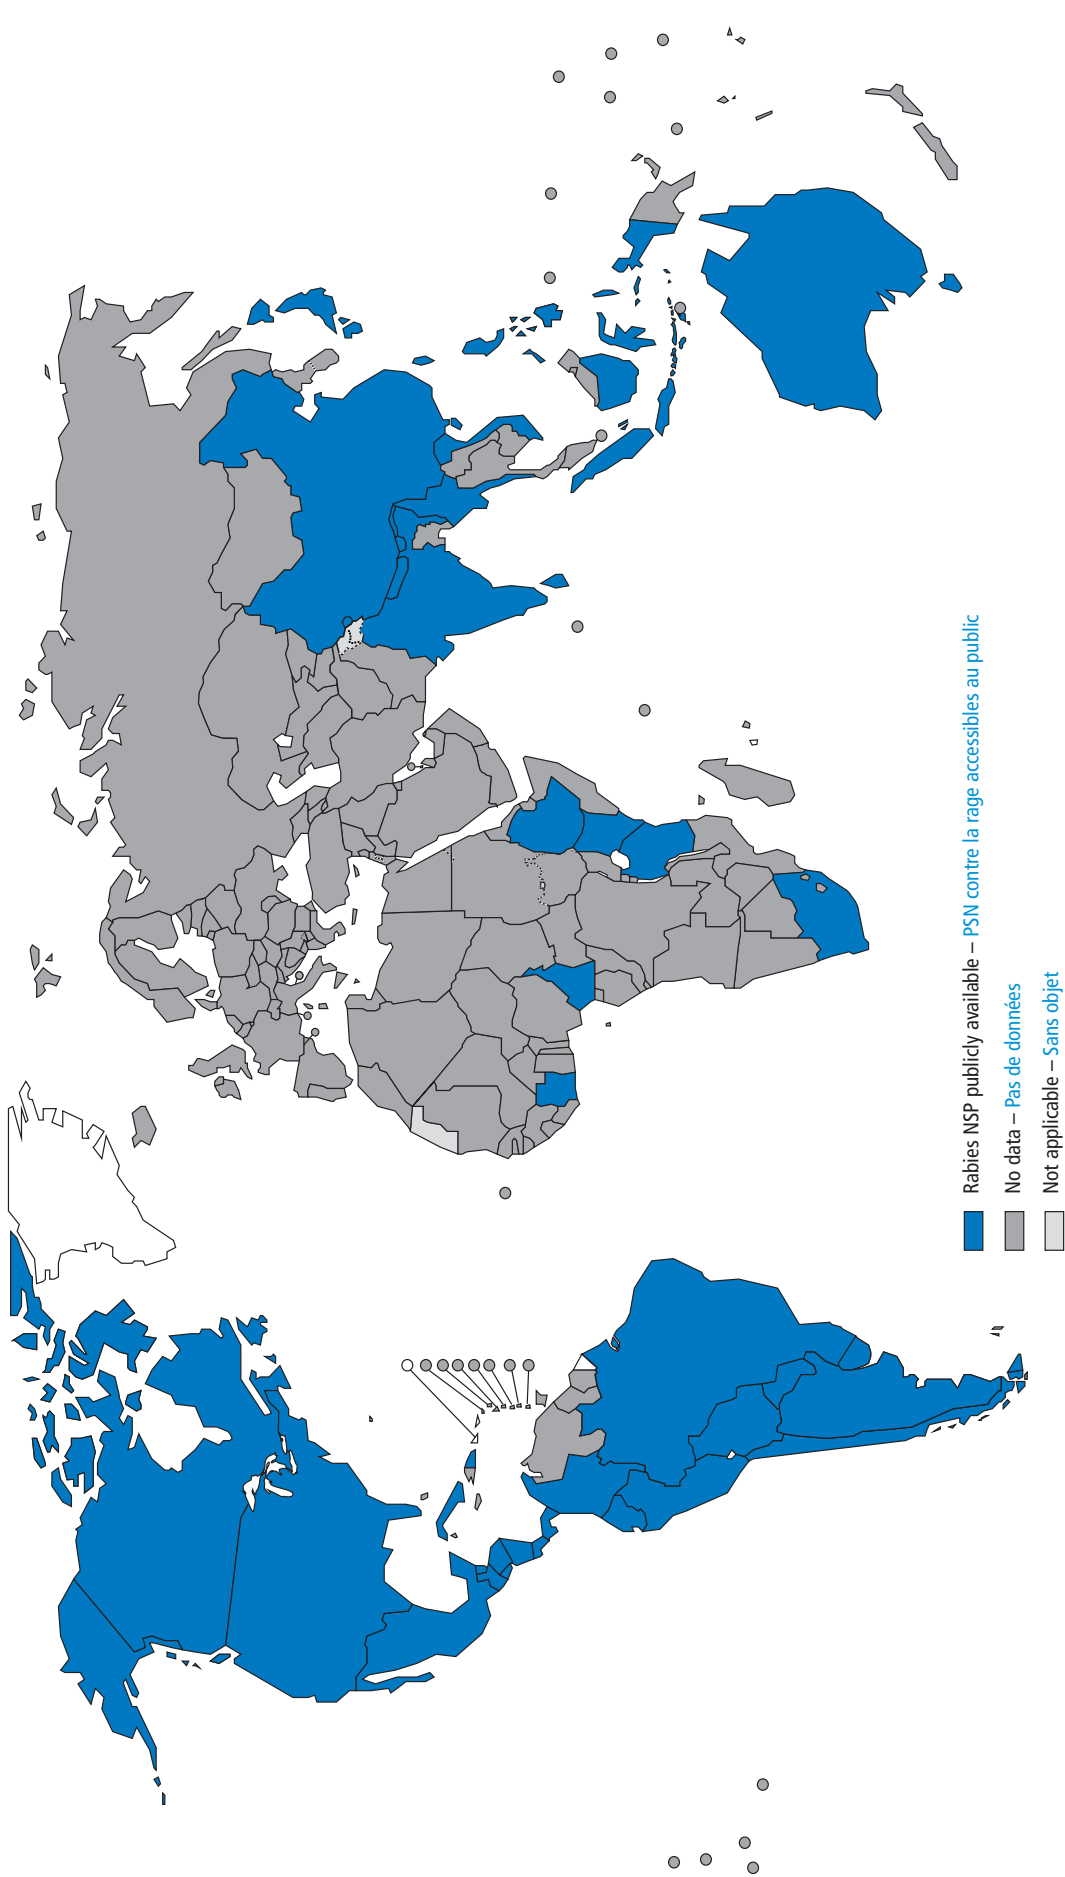 Rabies NSP publicly available – PSN contre la rage accessibles au public
No data – Pas de données
Not applicable – Sans objet